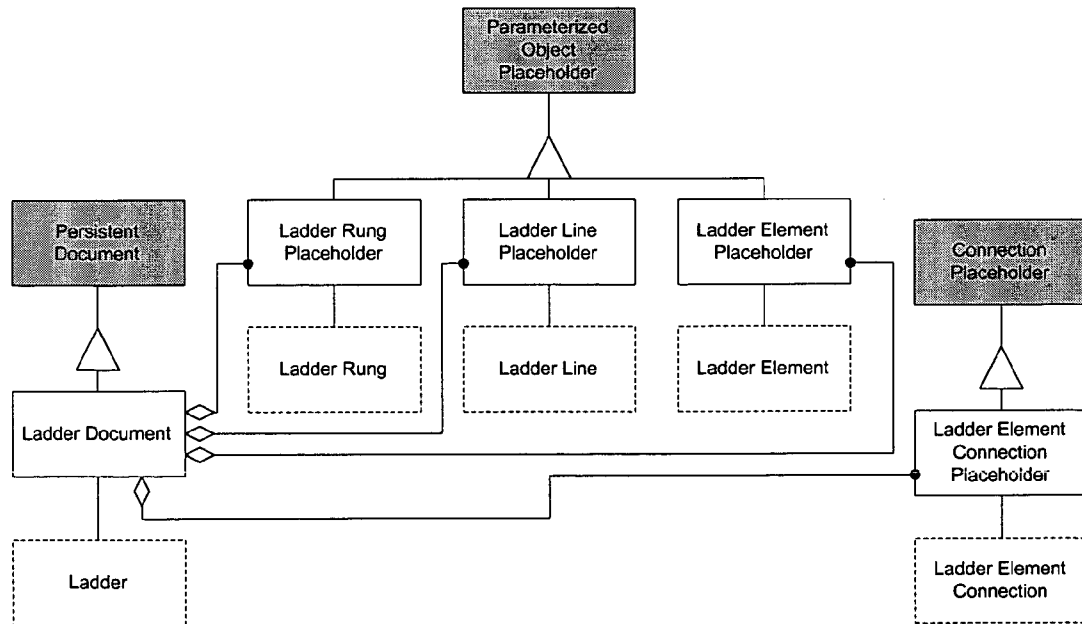 Parameterized
Object
Placeholder
Persistent
Document
Ladder Rung
Placeholder
Ladder Line
Placeholder
Ladder Element
Placeholder
Connection
Placeholder
Ladder Rung
Ladder Line
Ladder Element
Ladder Document
Ladder Element
Connection
Placeholder
Ladder
Ladder Element
Connection